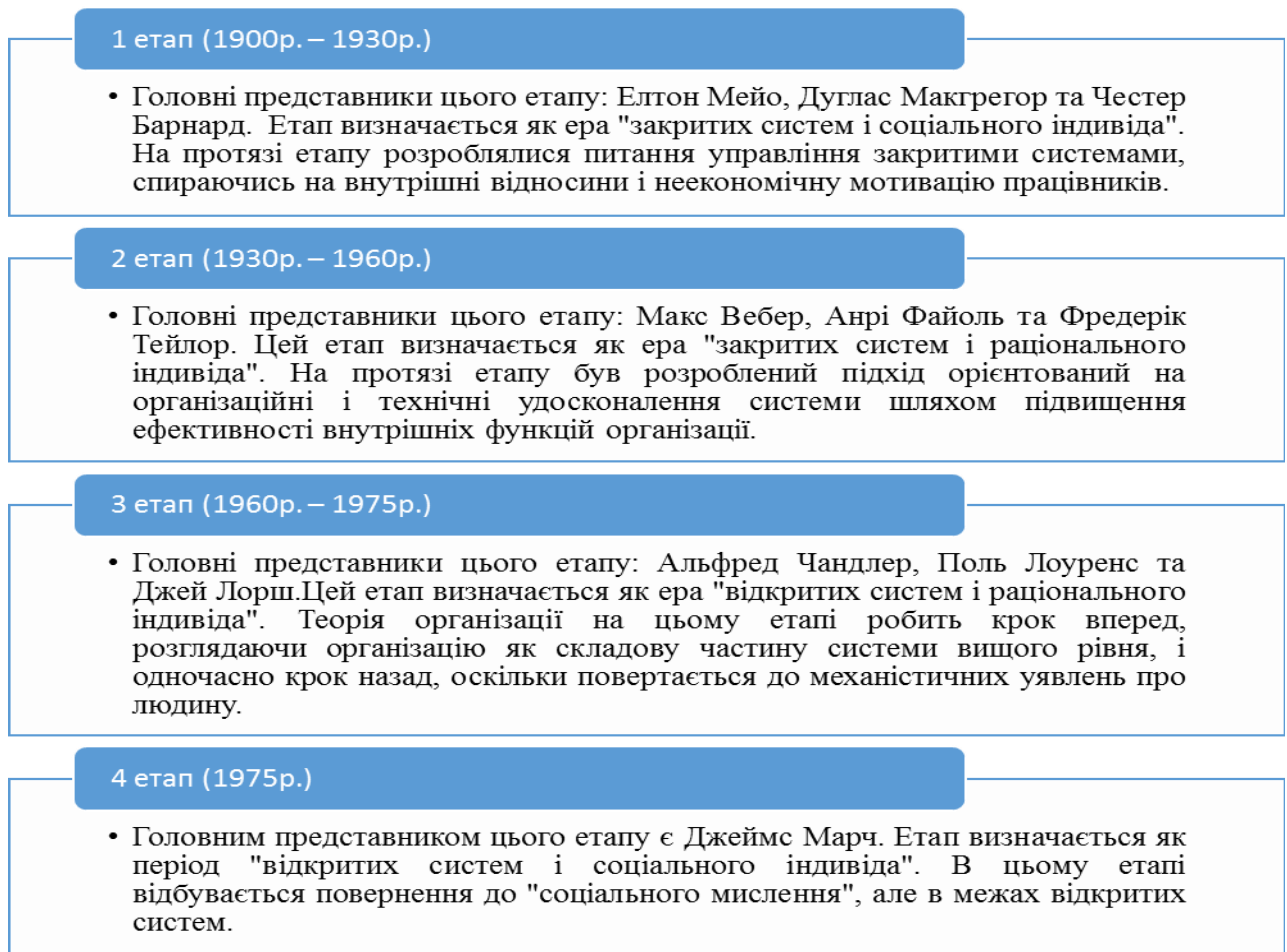 1 етап (1900р. – 1930р.)
• Головні представники цього етапу: Елтон Мейо, Дуглас Макгрегор та Честер
Барнард. Етап визначається як ера "закритих систем і соціального індивіда".
На протязі етапу розроблялися питання управління закритими системами,
спираючись на внутрішні відносини і неекономічну мотивацію працівників.
2 етап (1930р. – 1960р.)
• Головні представники цього етапу: Макс Вебер, Анрі Файоль та Фредерік
Тейлор. Цей етап визначається як ера "закритих систем і раціонального
індивіда". На протязі етапу був розроблений підхід орієнтований на
організаційні і технічні удосконалення системи шляхом підвищення
ефективності внутрішніх функцій організації.
3 етап (1960р. – 1975р.)
• Головні представники цього етапу: Альфред Чандлер, Поль Лоуренс та
Джей Лорш.Цей етап визначається як ера "відкритих систем і раціонального
індивіда". Теорія організації на цьому етапі робить крок вперед,
розглядаючи організацію як складову частину системи вищого рівня, і
одночасно крок назад, оскільки повертається до механістичних уявлень про
людину.
4 етап (1975р.)
• Головним представником цього етапу є Джеймс Марч. Етап визначається як
період "відкритих систем і соціального індивіда". В цьому етапі
відбувається повернення до "соціального мислення", але в межах відкритих
систем.